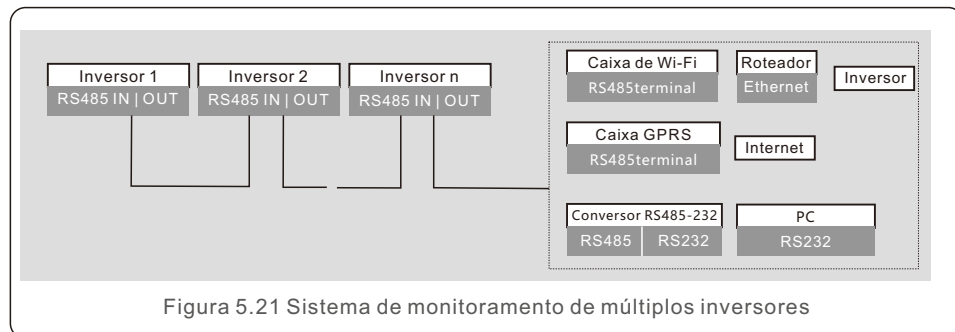 Inversor 1
RS485 IN | OUT
Inversor 2
RS485 IN | OUT
Inversor n
RS485 IN | OUT
Caixa de Wi-Fi
RS485terminal
Roteador
Ethernet
Inversor
Caixa GPRS
RS485terminal
Internet
Conversor RS485-232
RS485
RS232
PC
RS232
Figura 5.21 Sistema de monitoramento de múltiplos inversores